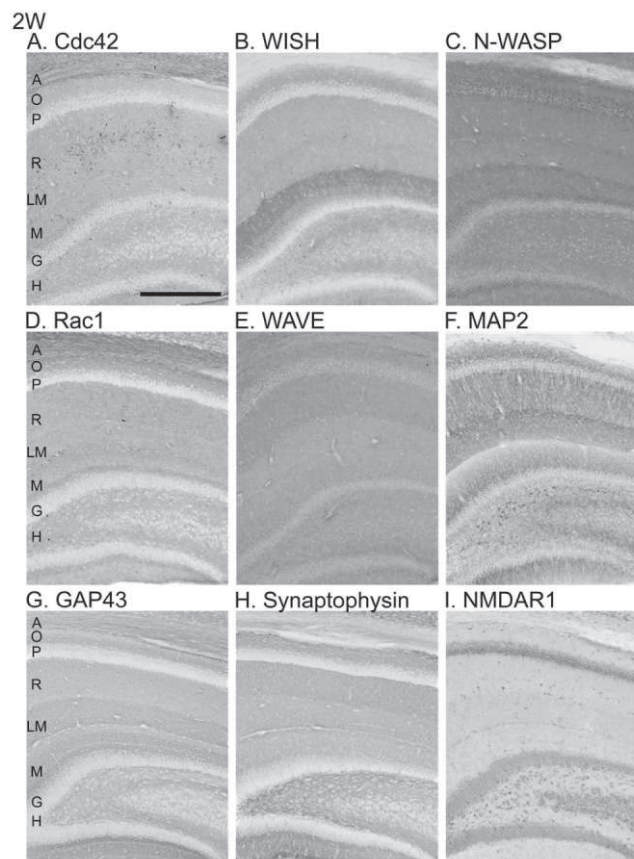 2W
A. Cdc42 B. WISH C. N-WASP
A
O
P
R
LM
M
G
H
D. Rac1 E. WAVE F. MAP2
A
O
P
R
LM
M
G
H
G. GAP43 H. Synaptophysin I. NMDAR1
A
O
P
R
LM
M
G
H